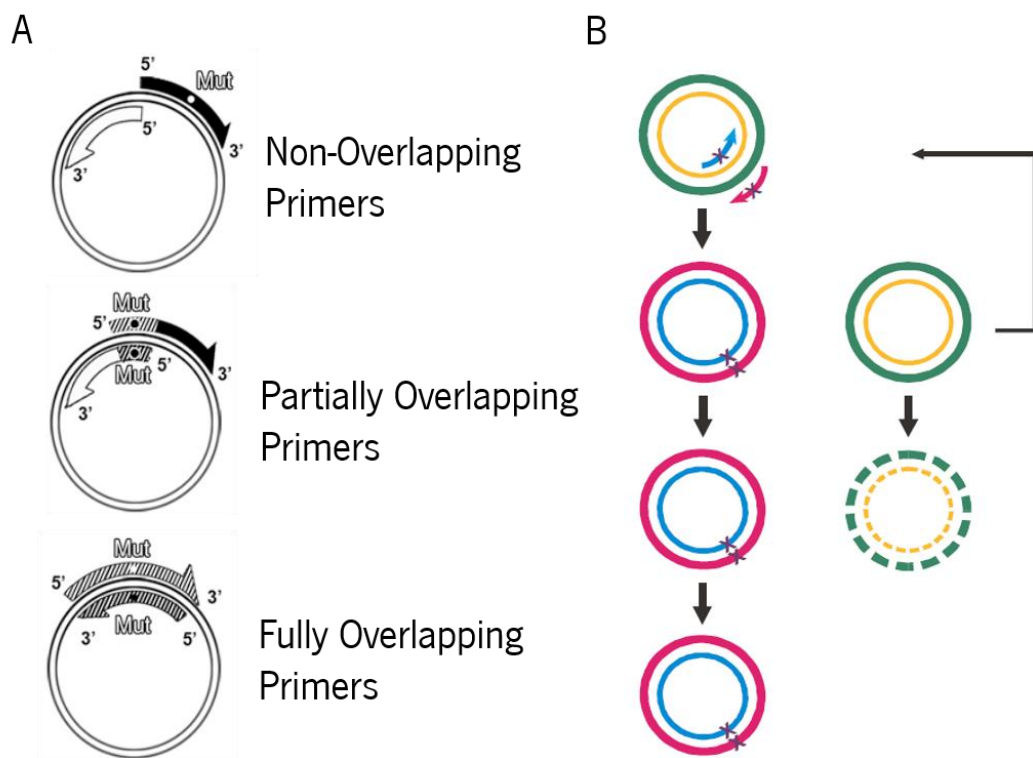 A
B
5'
Mut
5'
3'
3'
Non-Overlapping
Primers
Mut
5'
5'
Mut
3'
3'
Partially Overlapping
Primers
Mut
5'
3'
3'
Mut
5'
Fully Overlapping
Primers